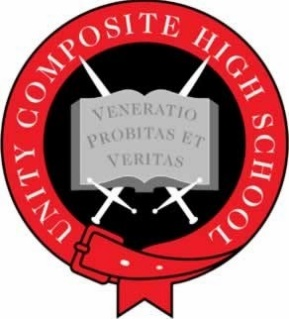 UNITY COMPOSITE HIGH SCHOOL
VENERATIO
PROBITAS ET
VERITAS